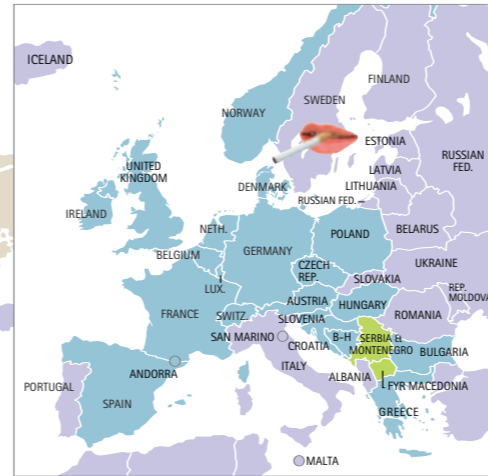 ICELAND
FINLAND
SWEDEN
NORWAY
ESTONIA
RUSSIAN
FED.
LATVIA
LITHUANIA
RUSSIAN FED.
DENMARK
UNITED
KINGDOM
IRELAND
NETH.
BELARUS
POLAND
GERMANY
BELGIUM
LUX.
CZECH
REP.
UKRAINE
SLOVAKIA
REP.
MOLDOVA
AUSTRIA
HUNGARY
FRANCE
SWITZ.
SLOVENIA
ROMANIA
SAN MARINO
CROATIA
B-H
SERBIA &
MONTENEGRO
BULGARIA
ITALY
ANDORRA
ALBANIA
FYR MACEDONIA
PORTUGAL
SPAIN
GREECE
MALTA